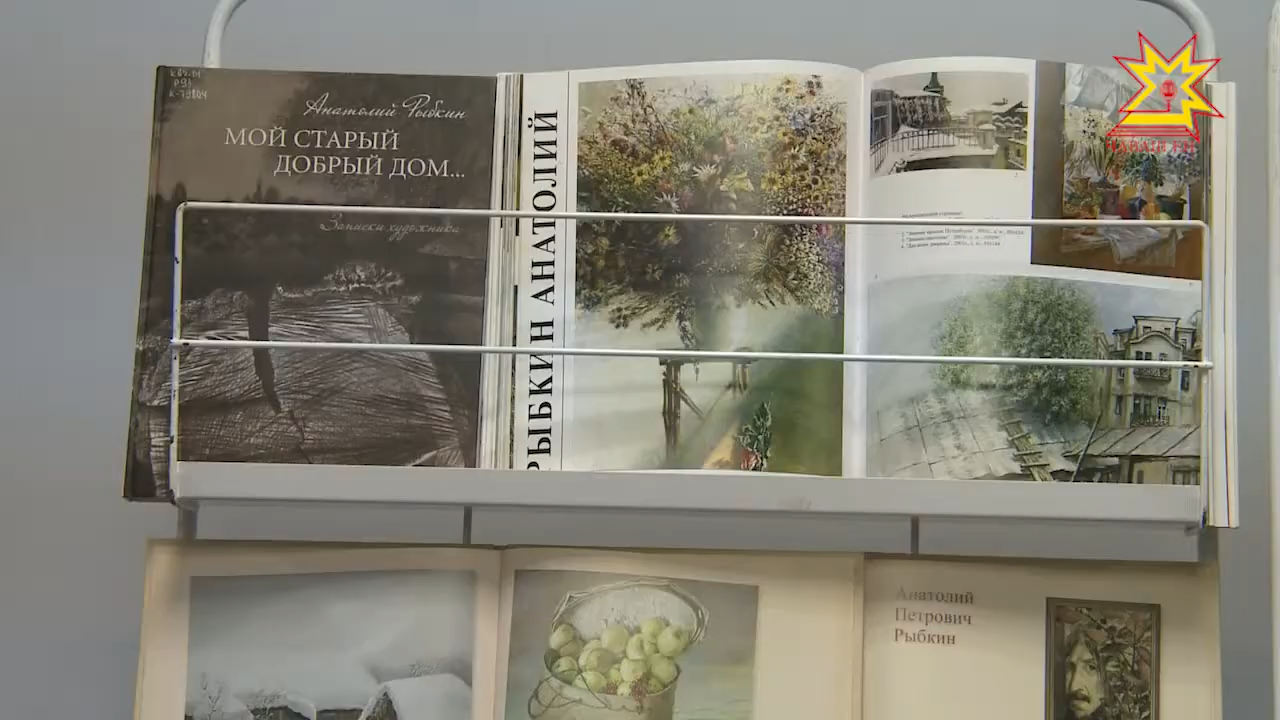 Анатолий Рыбкин
МОЙ СТАРЫЙ
ДОБРЫЙ ДОМ...
Записки художника
РЫБКИН АНАТОЛИЙ
Анатолий
Петрович
Рыбкин